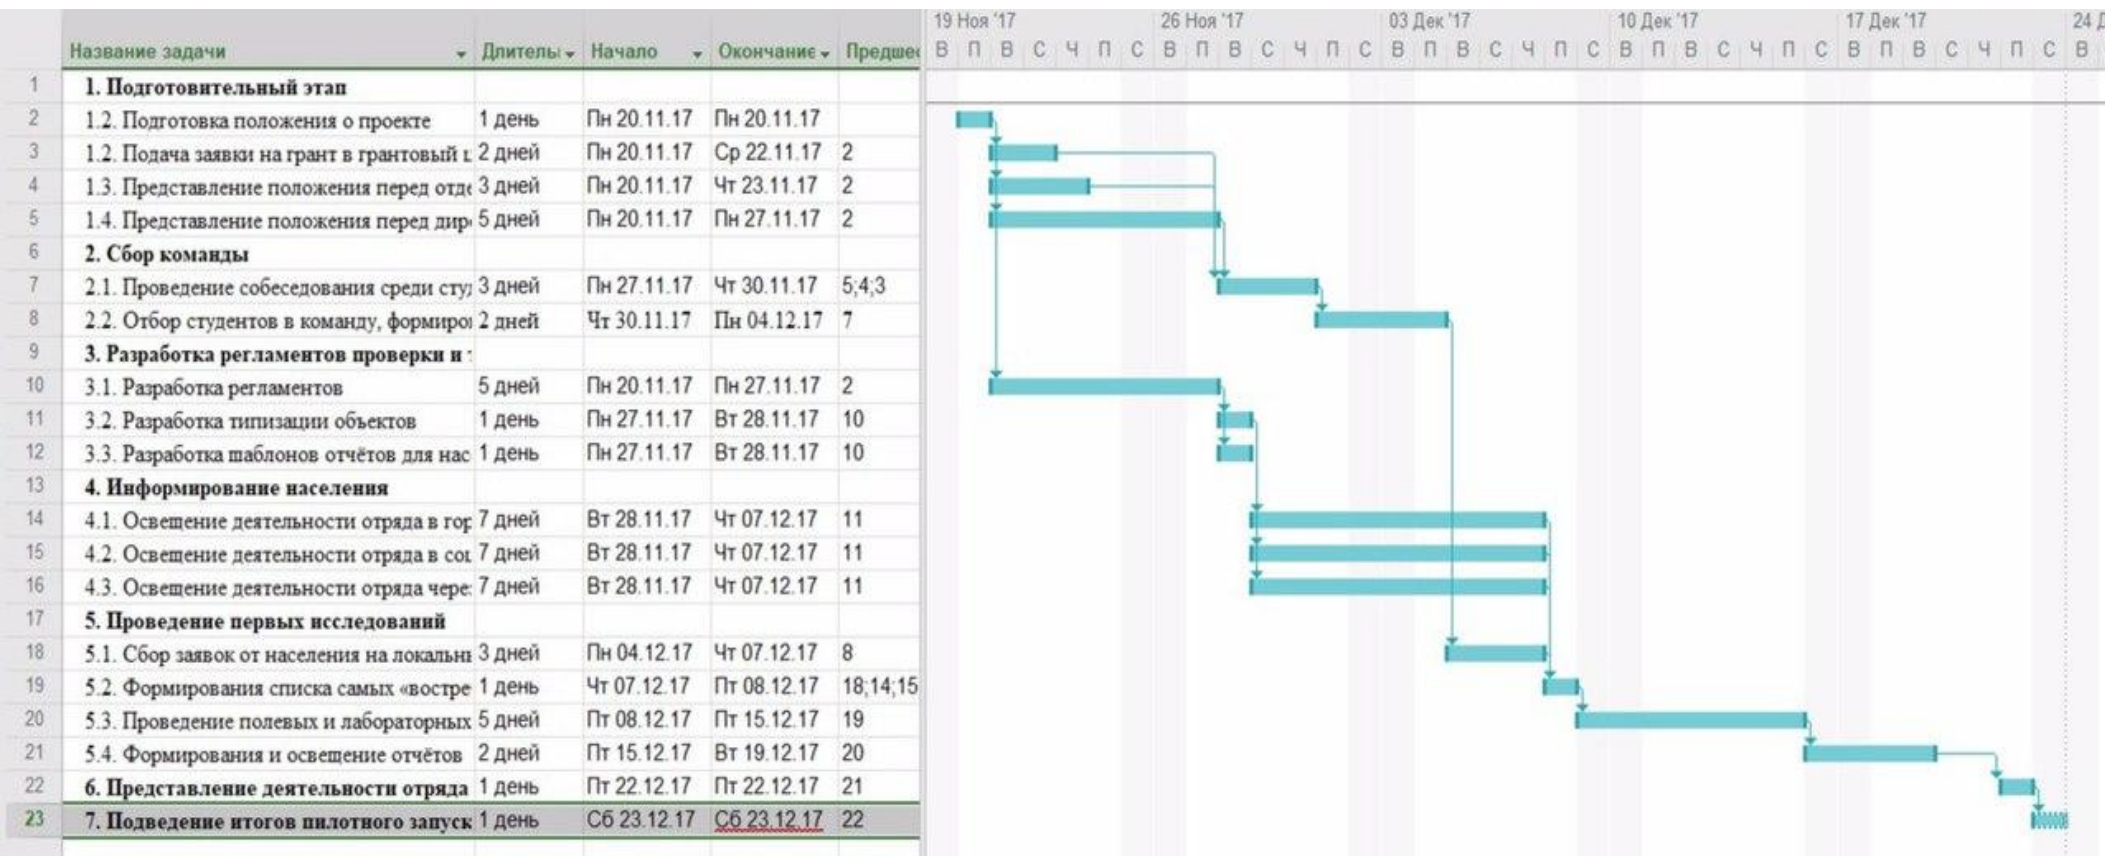 19 Ноя '17 26 Ноя '17 03 Дек '17 10 Дек '17 17 Дек '17 24 Д
Название задачи Длителы Начало Окончание Предшес В П В С Ч П С В П В С Ч П С В П В С Ч П С В П В С Ч П С В П В С Ч П С В
1 1. Подготовительный этап
2 1.2. Подготовка положения о проекте 1 день Пн 20.11.17 Пн 20.11.17
3 1.2. Подача заявки на грант в грантовый ц 2 дней Пн 20.11.17 Ср 22.11.17 2
4 1.3. Представление положения перед отде 3 дней Пн 20.11.17 Чт 23.11.17 2
5 1.4. Представление положения перед дир 5 дней Пн 20.11.17 Пн 27.11.17 2
6 2. Сбор команды
7 2.1. Проведение собеседования среди сту 3 дней Пн 27.11.17 Чт 30.11.17 5;4;3
8 2.2. Отбор студентов в команду, формиро 2 дней Чт 30.11.17 Пн 04.12.17 7
9 3. Разработка регламентов проверки и т
10 3.1. Разработка регламентов 5 дней Пн 20.11.17 Пн 27.11.17 2
11 3.2. Разработка типизации объектов 1 день Пн 27.11.17 Вт 28.11.17 10
12 3.3. Разработка шаблонов отчётов для нас 1 день Пн 27.11.17 Вт 28.11.17 10
13 4. Информирование населения
14 4.1. Освещение деятельности отряда в гор 7 дней Вт 28.11.17 Чт 07.12.17 11
15 4.2. Освещение деятельности отряда в соц 7 дней Вт 28.11.17 Чт 07.12.17 11
16 4.3. Освещение деятельности отряда чере 7 дней Вт 28.11.17 Чт 07.12.17 11
17 5. Проведение первых исследований
18 5.1. Сбор заявок от населения на локальн 3 дней Пн 04.12.17 Чт 07.12.17 8
19 5.2. Формирования списка самых «востре 1 день Чт 07.12.17 Пт 08.12.17 18;14;15
20 5.3. Проведение полевых и лабораторных 5 дней Пт 08.12.17 Пт 15.12.17 19
21 5.4. Формирования и освещение отчётов 2 дней Пт 15.12.17 Вт 19.12.17 20
22 6. Представление деятельности отряда 1 день Пт 22.12.17 Пт 22.12.17 21
23 7. Подведение итогов пилотного запуск 1 день Сб 23.12.17 Сб 23.12.17 22